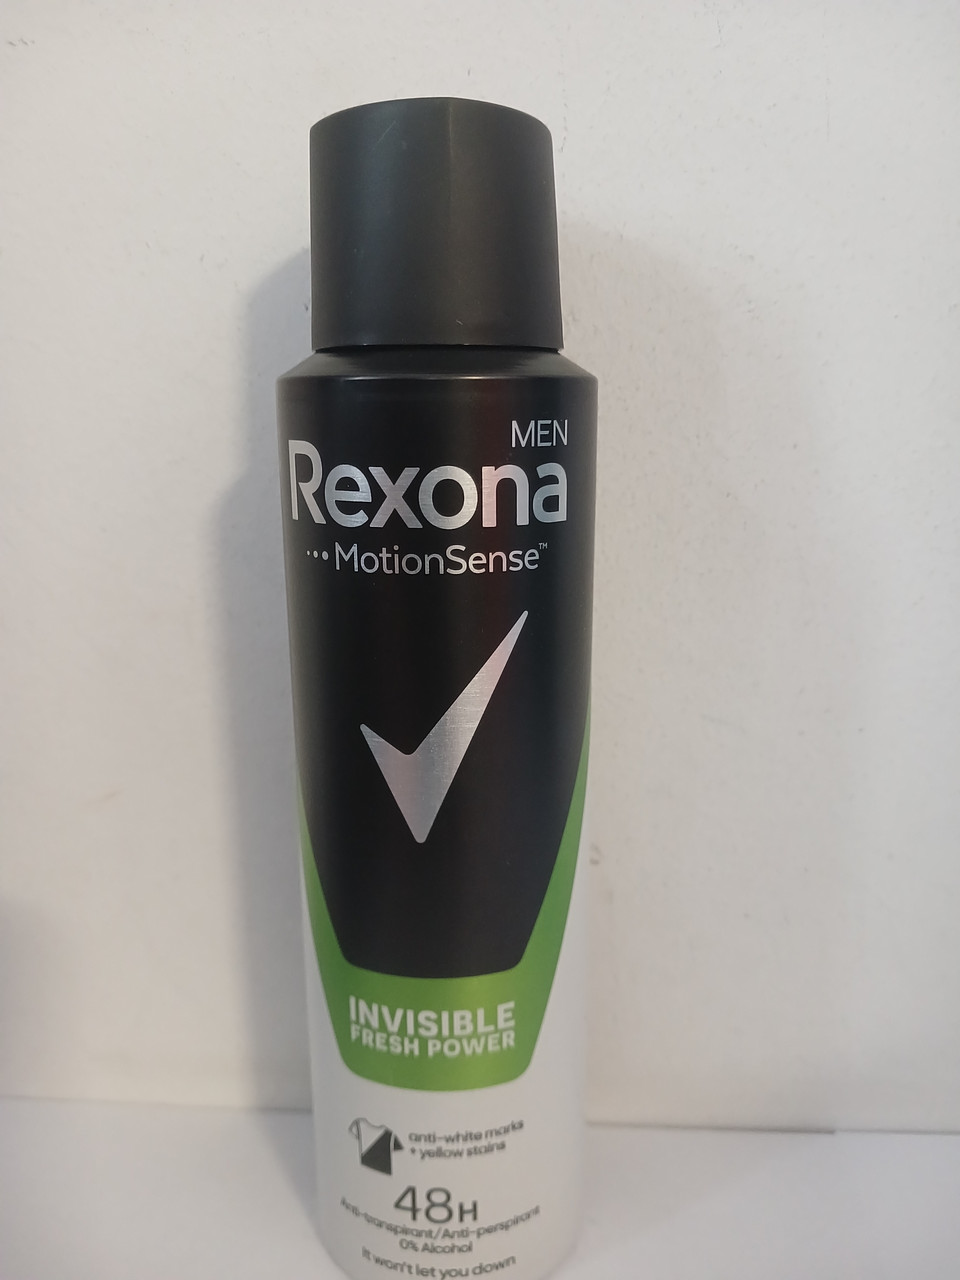 MEN
Rexona
MotionSense™
INVISIBLE
FRESH POWER
anti-white marks
+ yellow stains
48H
Anti-transpirant/Anti-perspirant
0% Alcohol
It won't let you down